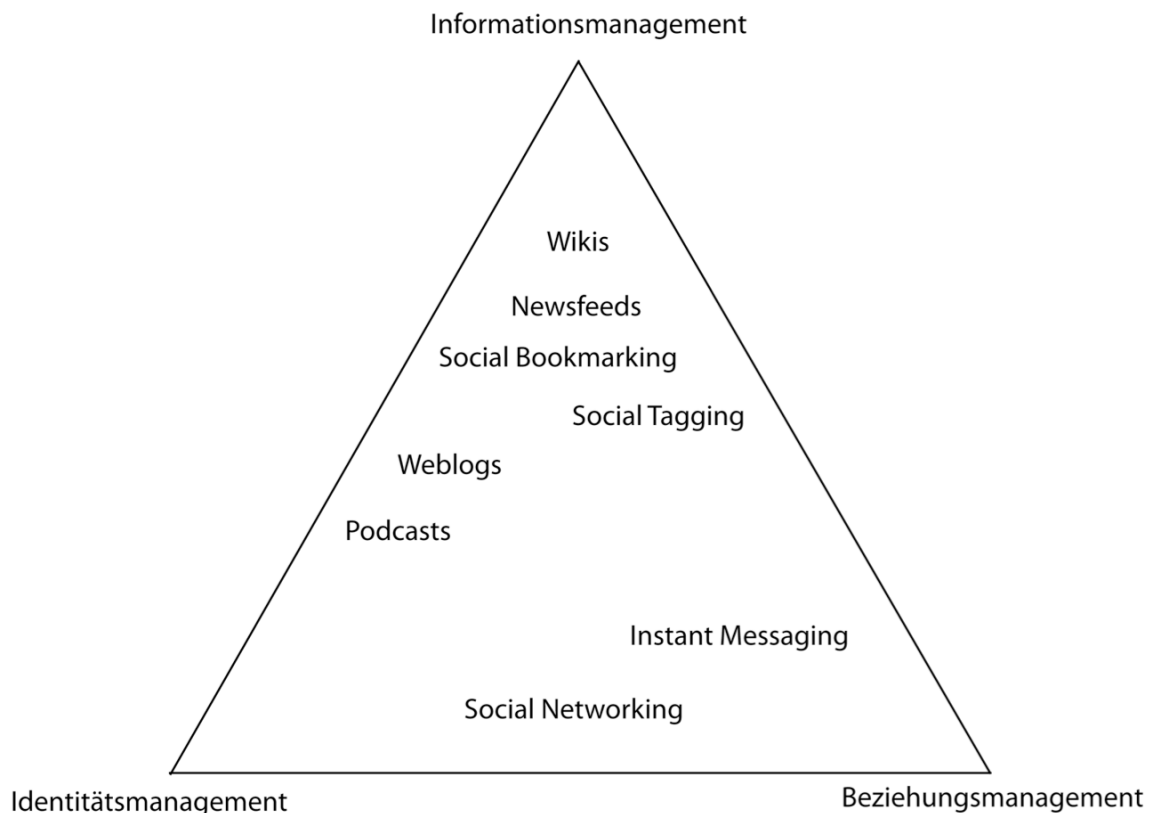 Informationsmanagement
Wikis
Newsfeeds
Social Bookmarking
Social Tagging
Weblogs
Podcasts
Instant Messaging
Social Networking
Identitätsmanagement
Beziehungsmanagement